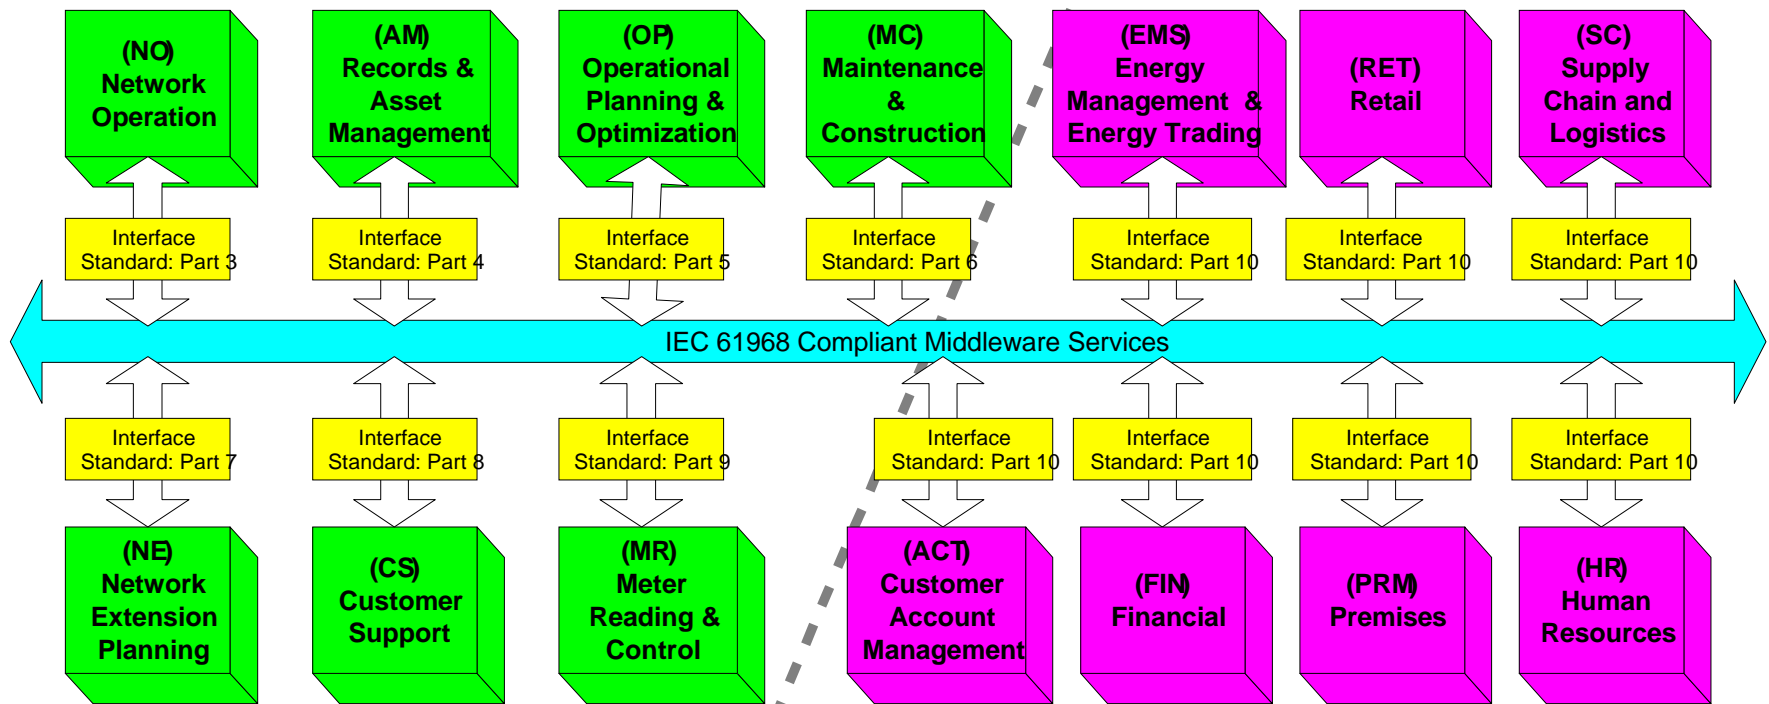 (NO)
Network
Operation
(AM)
Records &
Asset
Management
(OP)
Operational
Planning &
Optimization
(MC)
Maintenance
&
Construction
(EMS)
Energy
Management &
Energy Trading
(RET)
Retail
(SC)
Supply
Chain and
Logistics
Interface
Standard: Part 3
Interface
Standard: Part 4
Interface
Standard: Part 5
Interface
Standard: Part 6
Interface
Standard: Part 10
Interface
Standard: Part 10
Interface
Standard: Part 10
IEC 61968 Compliant Middleware Services
Interface
Standard: Part 7
Interface
Standard: Part 8
Interface
Standard: Part 9
Interface
Standard: Part 10
Interface
Standard: Part 10
Interface
Standard: Part 10
Interface
Standard: Part 10
(NE)
Network
Extension
Planning
(CS)
Customer
Support
(MR)
Meter
Reading &
Control
(ACT)
Customer
Account
Management
(FIN)
Financial
(PRM)
Premises
(HR)
Human
Resources